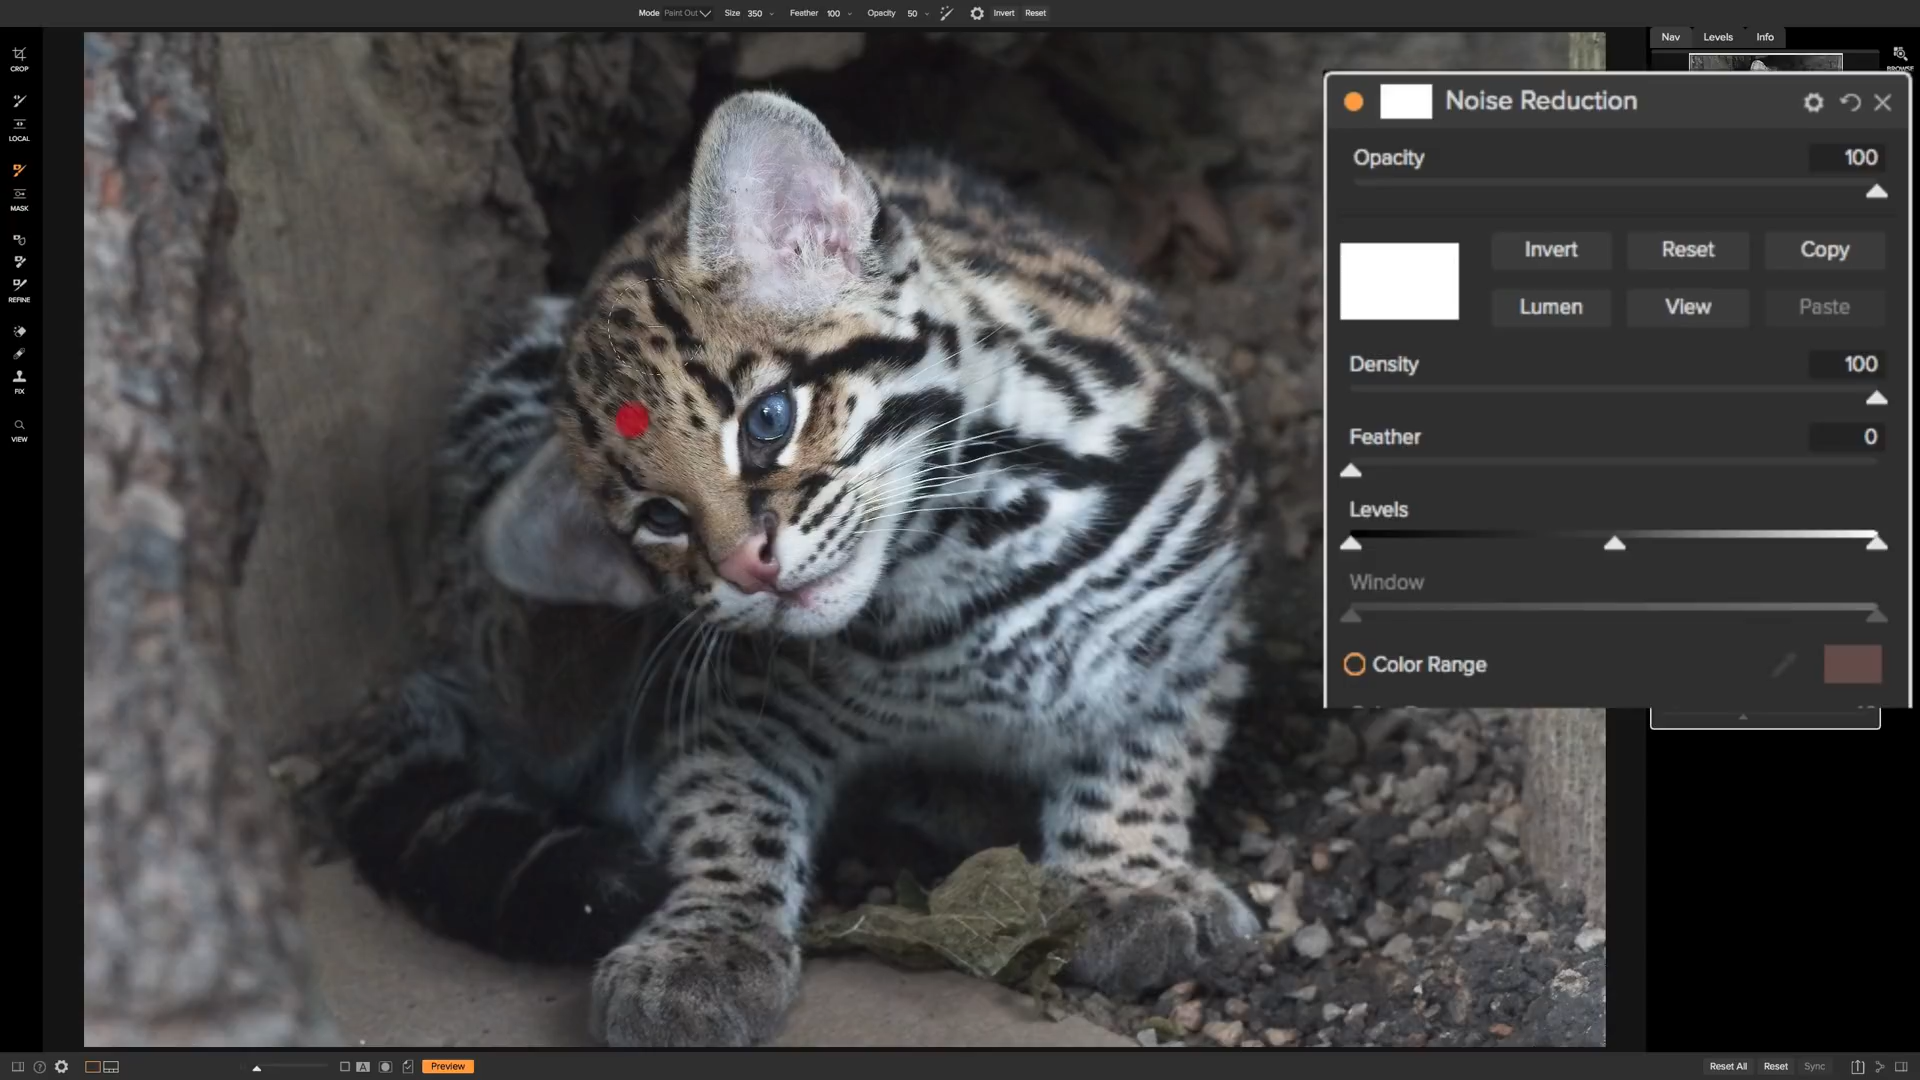 Mode Paint Out Size 350 Feather 100 Opacity 50 Invert Reset
Nav Levels Info
BROWSE
CROP
LOCAL
MASK
REFINE
FIX
VIEW
Noise Reduction
Opacity 100
Invert Reset Copy
Lumen View Paste
Density 100
Feather 0
Levels
Window
Color Range
A Preview
Reset All Reset Sync